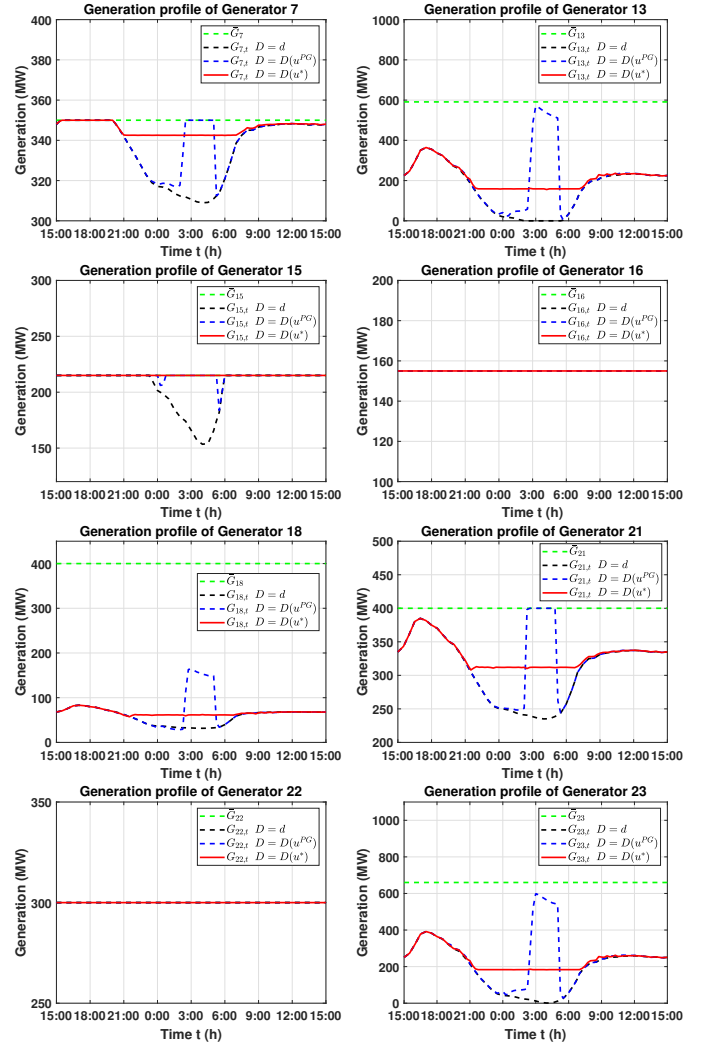 Generation profile of Generator 7
Generation (MW)
400
380
360
340
320
300
Ḡ₇
G₇,ₜ D = d
G₇,ₜ D = D(u^{PG})
G₇,ₜ D = D(u*)
15:00 18:00 21:00 0:00 3:00 6:00 9:00 12:00 15:00
Time t (h)
Generation profile of Generator 13
Generation (MW)
1000
800
600
400
200
0
Ḡ₁₃
G₁₃,ₜ D = d
G₁₃,ₜ D = D(u^{PG})
G₁₃,ₜ D = D(u*)
15:00 18:00 21:00 0:00 3:00 6:00 9:00 12:00 15:00
Time t (h)
Generation profile of Generator 15
Generation (MW)
300
250
200
150
Ḡ₁₅
G₁₅,ₜ D = d
G₁₅,ₜ D = D(u^{PG})
G₁₅,ₜ D = D(u*)
15:00 18:00 21:00 0:00 3:00 6:00 9:00 12:00 15:00
Time t (h)
Generation profile of Generator 16
Generation (MW)
200
180
160
140
120
100
Ḡ₁₆
G₁₆,ₜ D = d
G₁₆,ₜ D = D(u^{PG})
G₁₆,ₜ D = D(u*)
15:00 18:00 21:00 0:00 3:00 6:00 9:00 12:00 15:00
Time t (h)
Generation profile of Generator 18
Generation (MW)
400
300
200
100
0
Ḡ₁₈
G₁₈,ₜ D = d
G₁₈,ₜ D = D(u^{PG})
G₁₈,ₜ D = D(u*)
15:00 18:00 21:00 0:00 3:00 6:00 9:00 12:00 15:00
Time t (h)
Generation profile of Generator 21
Generation (MW)
500
450
400
350
300
250
200
Ḡ₂₁
G₂₁,ₜ D = d
G₂₁,ₜ D = D(u^{PG})
G₂₁,ₜ D = D(u*)
15:00 18:00 21:00 0:00 3:00 6:00 9:00 12:00 15:00
Time t (h)
Generation profile of Generator 22
Generation (MW)
350
300
250
Ḡ₂₂
G₂₂,ₜ D = d
G₂₂,ₜ D = D(u^{PG})
G₂₂,ₜ D = D(u*)
15:00 18:00 21:00 0:00 3:00 6:00 9:00 12:00 15:00
Time t (h)
Generation profile of Generator 23
Generation (MW)
1000
800
600
400
200
0
Ḡ₂₃
G₂₃,ₜ D = d
G₂₃,ₜ D = D(u^{PG})
G₂₃,ₜ D = D(u*)
15:00 18:00 21:00 0:00 3:00 6:00 9:00 12:00 15:00
Time t (h)